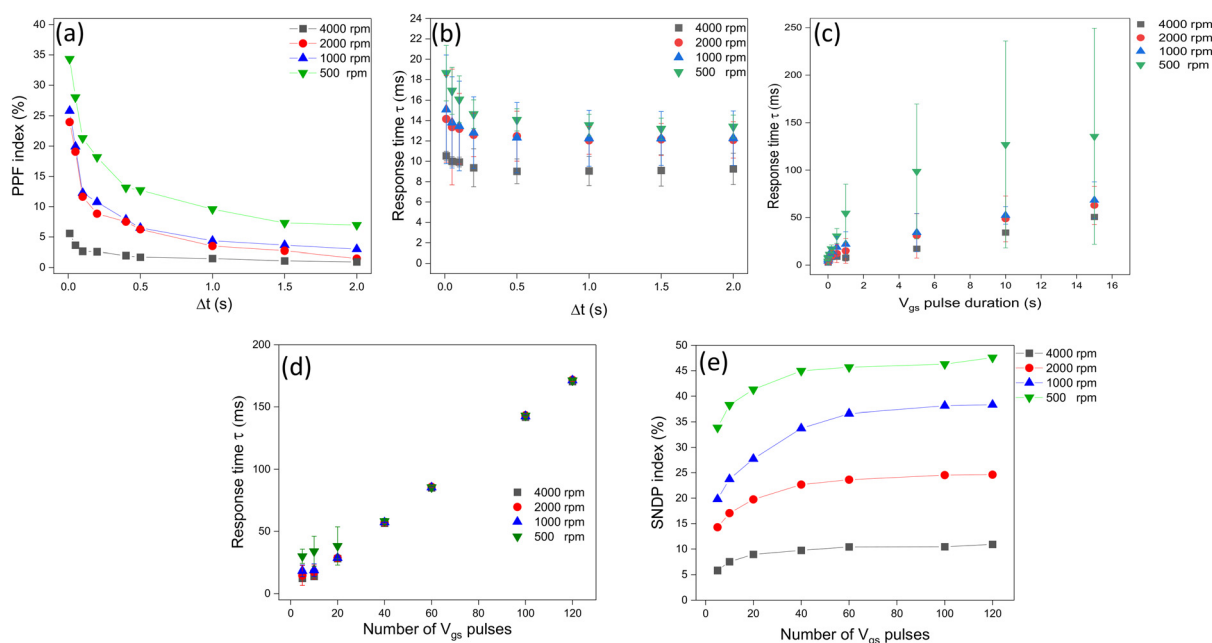 (a)
4000 rpm
2000 rpm
1000 rpm
500 rpm
PPF index (%)
40
35
30
25
20
15
10
5
0
0.0 0.5 1.0 1.5 2.0
Δt (s)
(b)
4000 rpm
2000 rpm
1000 rpm
500 rpm
Response time τ (ms)
24
22
20
18
16
14
12
10
8
6
4
2
0
0.0 0.5 1.0 1.5 2.0
Δt (s)
(c)
4000 rpm
2000 rpm
1000 rpm
500 rpm
Response time τ (ms)
250
200
150
100
50
0
0 2 4 6 8 10 12 14 16
Vgs pulse duration (s)
(d)
4000 rpm
2000 rpm
1000 rpm
500 rpm
Response time τ (ms)
200
150
100
50
0
0 20 40 60 80 100 120
Number of Vgs pulses
(e)
4000 rpm
2000 rpm
1000 rpm
500 rpm
SNDP index (%)
50
45
40
35
30
25
20
15
10
5
0
0 20 40 60 80 100 120
Number of Vgs pulses